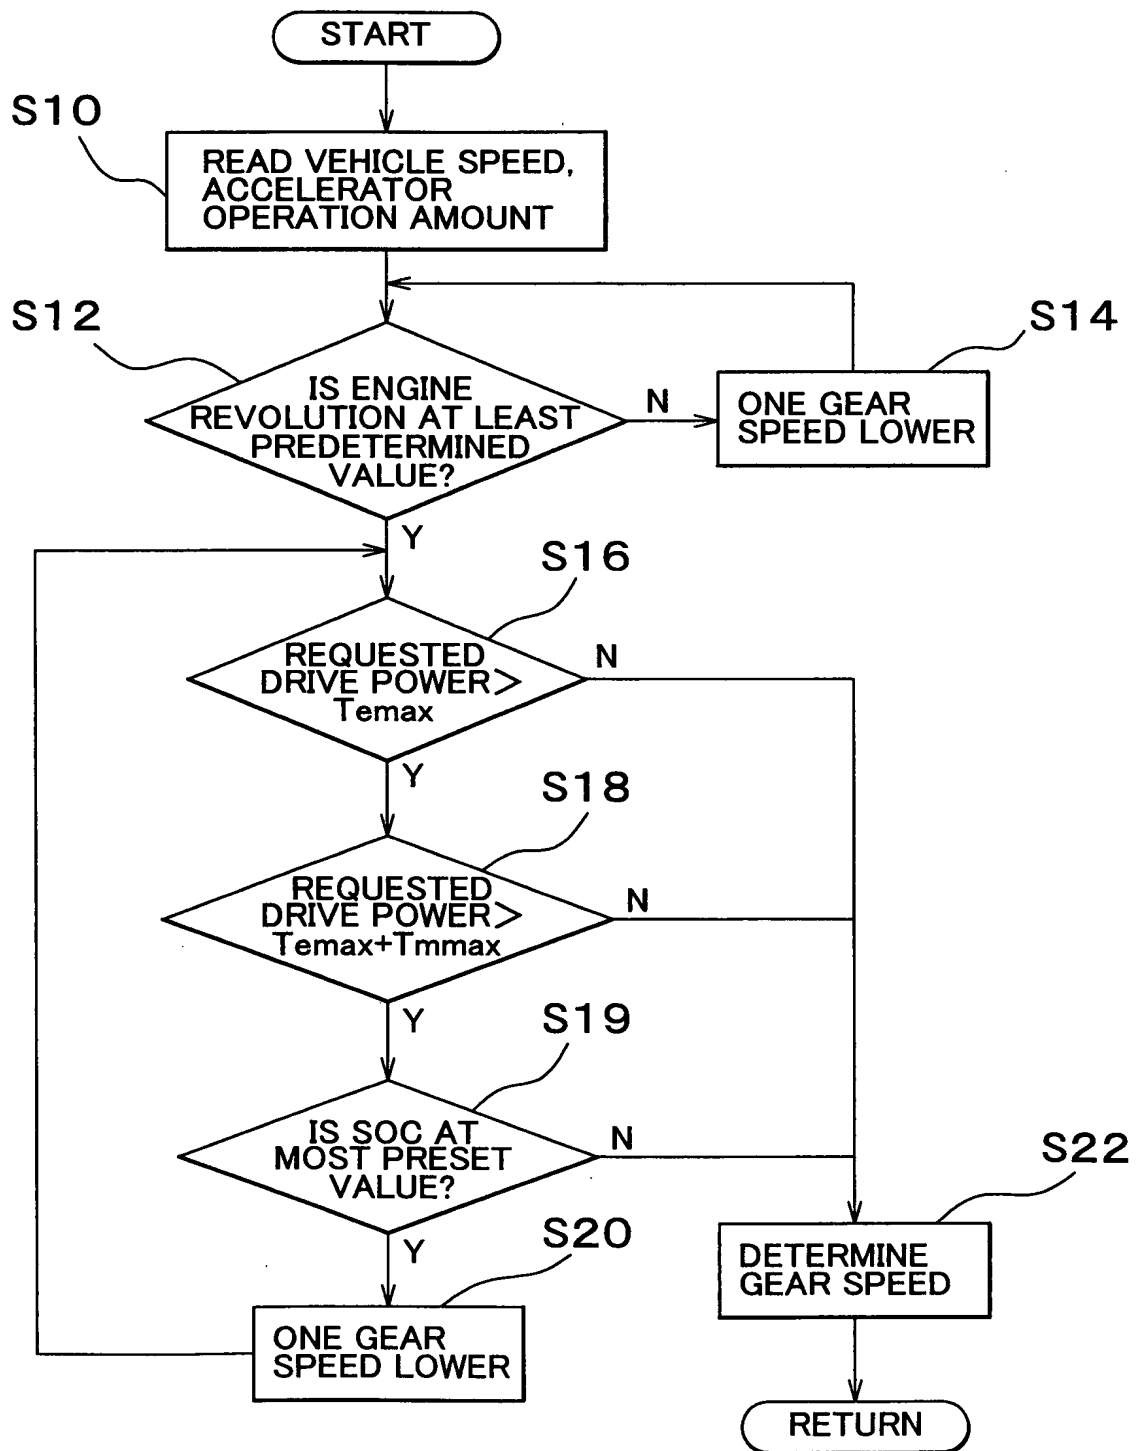 START
S10
READ VEHICLE SPEED,
ACCELERATOR
OPERATION AMOUNT
S12
IS ENGINE
REVOLUTION AT LEAST
PREDETERMINED
VALUE?
N
S14
ONE GEAR
SPEED LOWER
Y
S16
REQUESTED
DRIVE POWER>
Temax
N
Y
S18
REQUESTED
DRIVE POWER>
Temax+Tmmax
N
Y
S19
IS SOC AT
MOST PRESET
VALUE?
N
Y
S20
ONE GEAR
SPEED LOWER
S22
DETERMINE
GEAR SPEED
RETURN